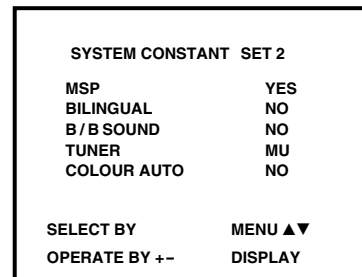 SYSTEM CONSTANT SET 2
MSP YES
BILINGUAL NO
B / B SOUND NO
TUNER MU
COLOUR AUTO NO
SELECT BY MENU ▲▼
OPERATE BY +− DISPLAY